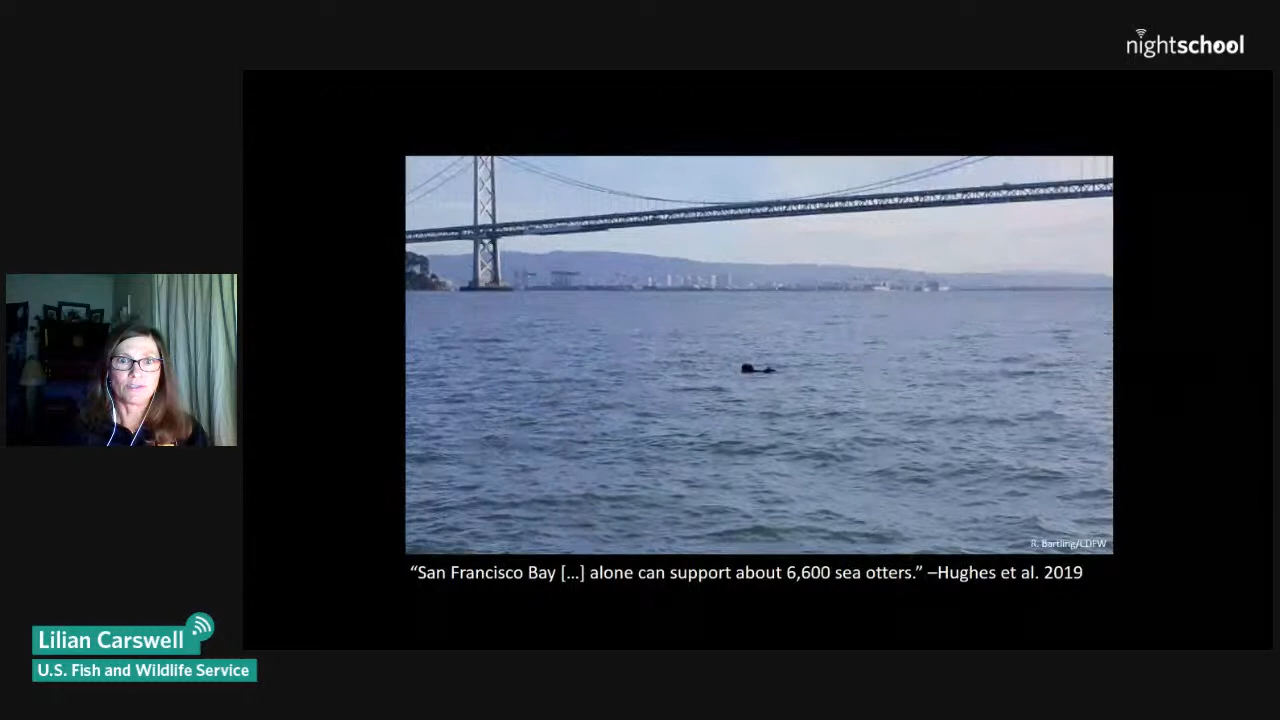 nightschool
R. Bartling/CDFW
“San Francisco Bay […] alone can support about 6,600 sea otters.” –Hughes et al. 2019
Lilian Carswell
U.S. Fish and Wildlife Service